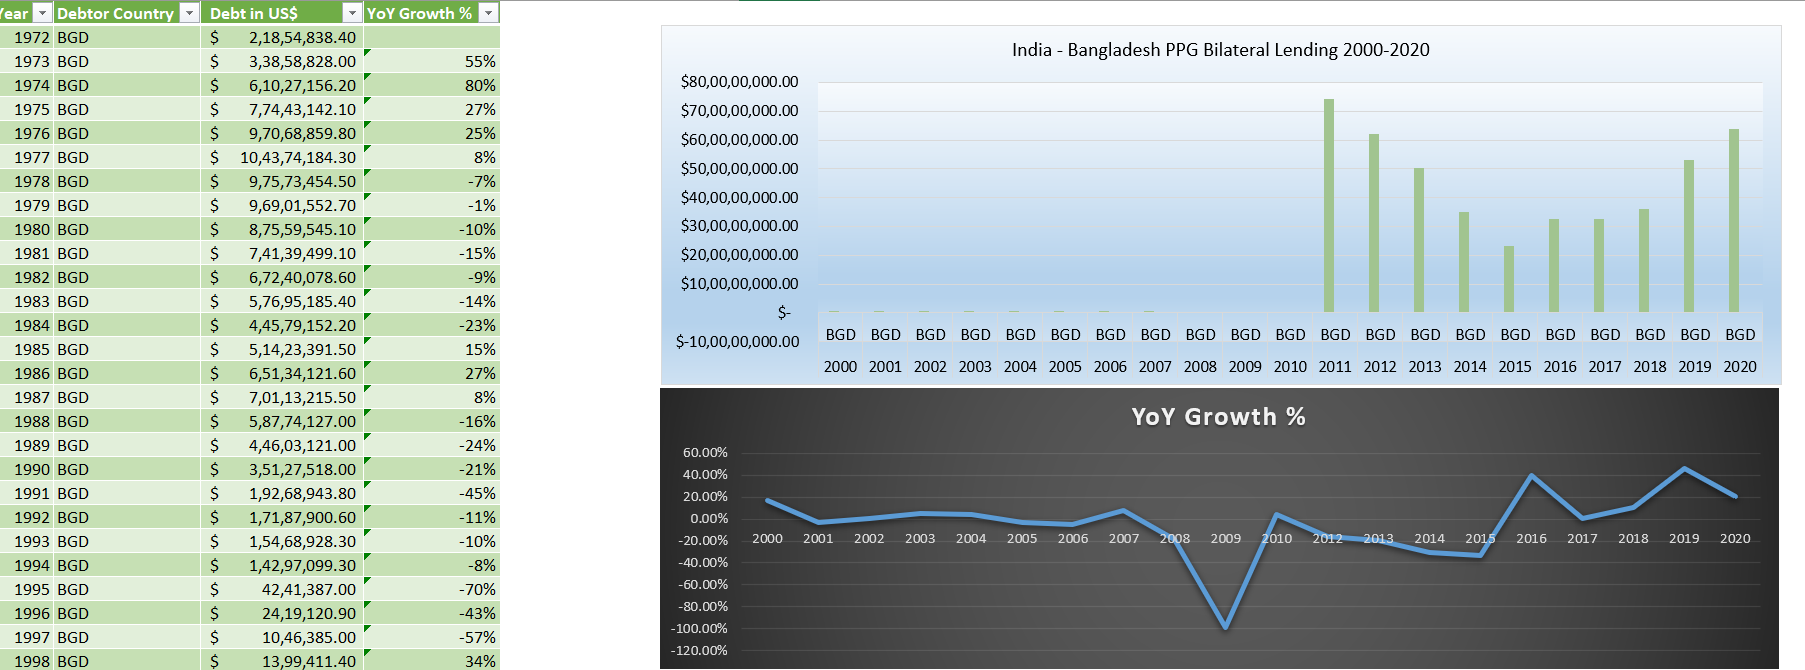 Year Debtor Country Debt in US$ YoY Growth %
1972 BGD $ 2,18,54,838.40
1973 BGD $ 3,38,58,828.00 55%
1974 BGD $ 6,10,27,156.20 80%
1975 BGD $ 7,74,43,142.10 27%
1976 BGD $ 9,70,68,859.80 25%
1977 BGD $ 10,43,74,184.30 8%
1978 BGD $ 9,75,73,454.50 -7%
1979 BGD $ 9,69,01,552.70 -1%
1980 BGD $ 8,75,59,545.10 -10%
1981 BGD $ 7,41,39,499.10 -15%
1982 BGD $ 6,72,40,078.60 -9%
1983 BGD $ 5,76,95,185.40 -14%
1984 BGD $ 4,45,79,152.20 -23%
1985 BGD $ 5,14,23,391.50 15%
1986 BGD $ 6,51,34,121.60 27%
1987 BGD $ 7,01,13,215.50 8%
1988 BGD $ 5,87,74,127.00 -16%
1989 BGD $ 4,46,03,121.00 -24%
1990 BGD $ 3,51,27,518.00 -21%
1991 BGD $ 1,92,68,943.80 -45%
1992 BGD $ 1,71,87,900.60 -11%
1993 BGD $ 1,54,68,928.30 -10%
1994 BGD $ 1,42,97,099.30 -8%
1995 BGD $ 42,41,387.00 -70%
1996 BGD $ 24,19,120.90 -43%
1997 BGD $ 10,46,385.00 -57%
1998 BGD $ 13,99,411.40 34%
India - Bangladesh PPG Bilateral Lending 2000-2020
$80,00,00,000.00
$70,00,00,000.00
$60,00,00,000.00
$50,00,00,000.00
$40,00,00,000.00
$30,00,00,000.00
$20,00,00,000.00
$10,00,00,000.00
$-
$-10,00,00,000.00
BGD BGD BGD BGD BGD BGD BGD BGD BGD BGD BGD BGD BGD BGD BGD BGD BGD BGD BGD BGD BGD
2000 2001 2002 2003 2004 2005 2006 2007 2008 2009 2010 2011 2012 2013 2014 2015 2016 2017 2018 2019 2020
YoY Growth %
60.00%
40.00%
20.00%
0.00%
-20.00%
-40.00%
-60.00%
-80.00%
-100.00%
-120.00%
2000 2001 2002 2003 2004 2005 2006 2007 2008 2009 2010 2012 2013 2014 2015 2016 2017 2018 2019 2020